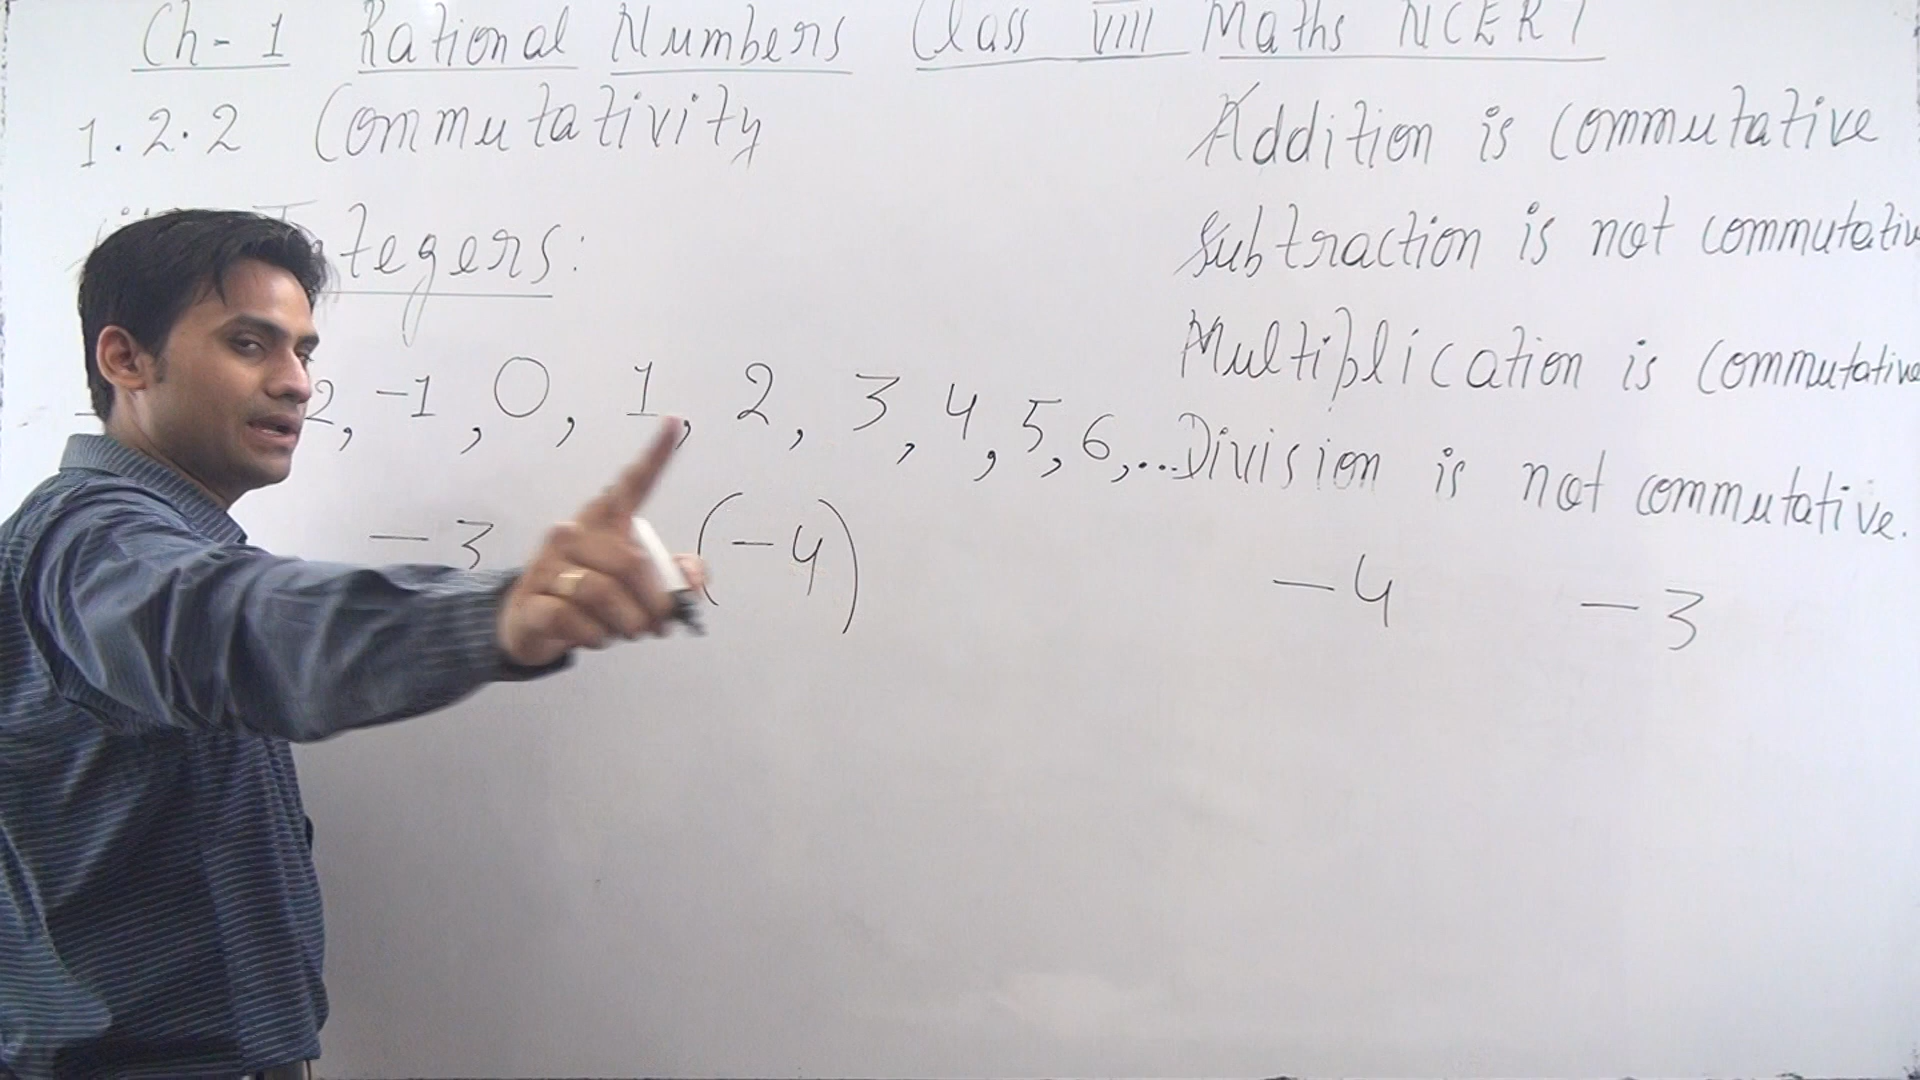 Ch-1 Rational Numbers Class VIII Maths NCERT
1.2.2 Commutativity
tegers:
2, -1, 0, 1, 2, 3, 4, 5, 6, ...
-3 (-4)
Addition is commutative
Subtraction is not commutativ
Multiplication is commutative
Division is not commutative.
-4 -3